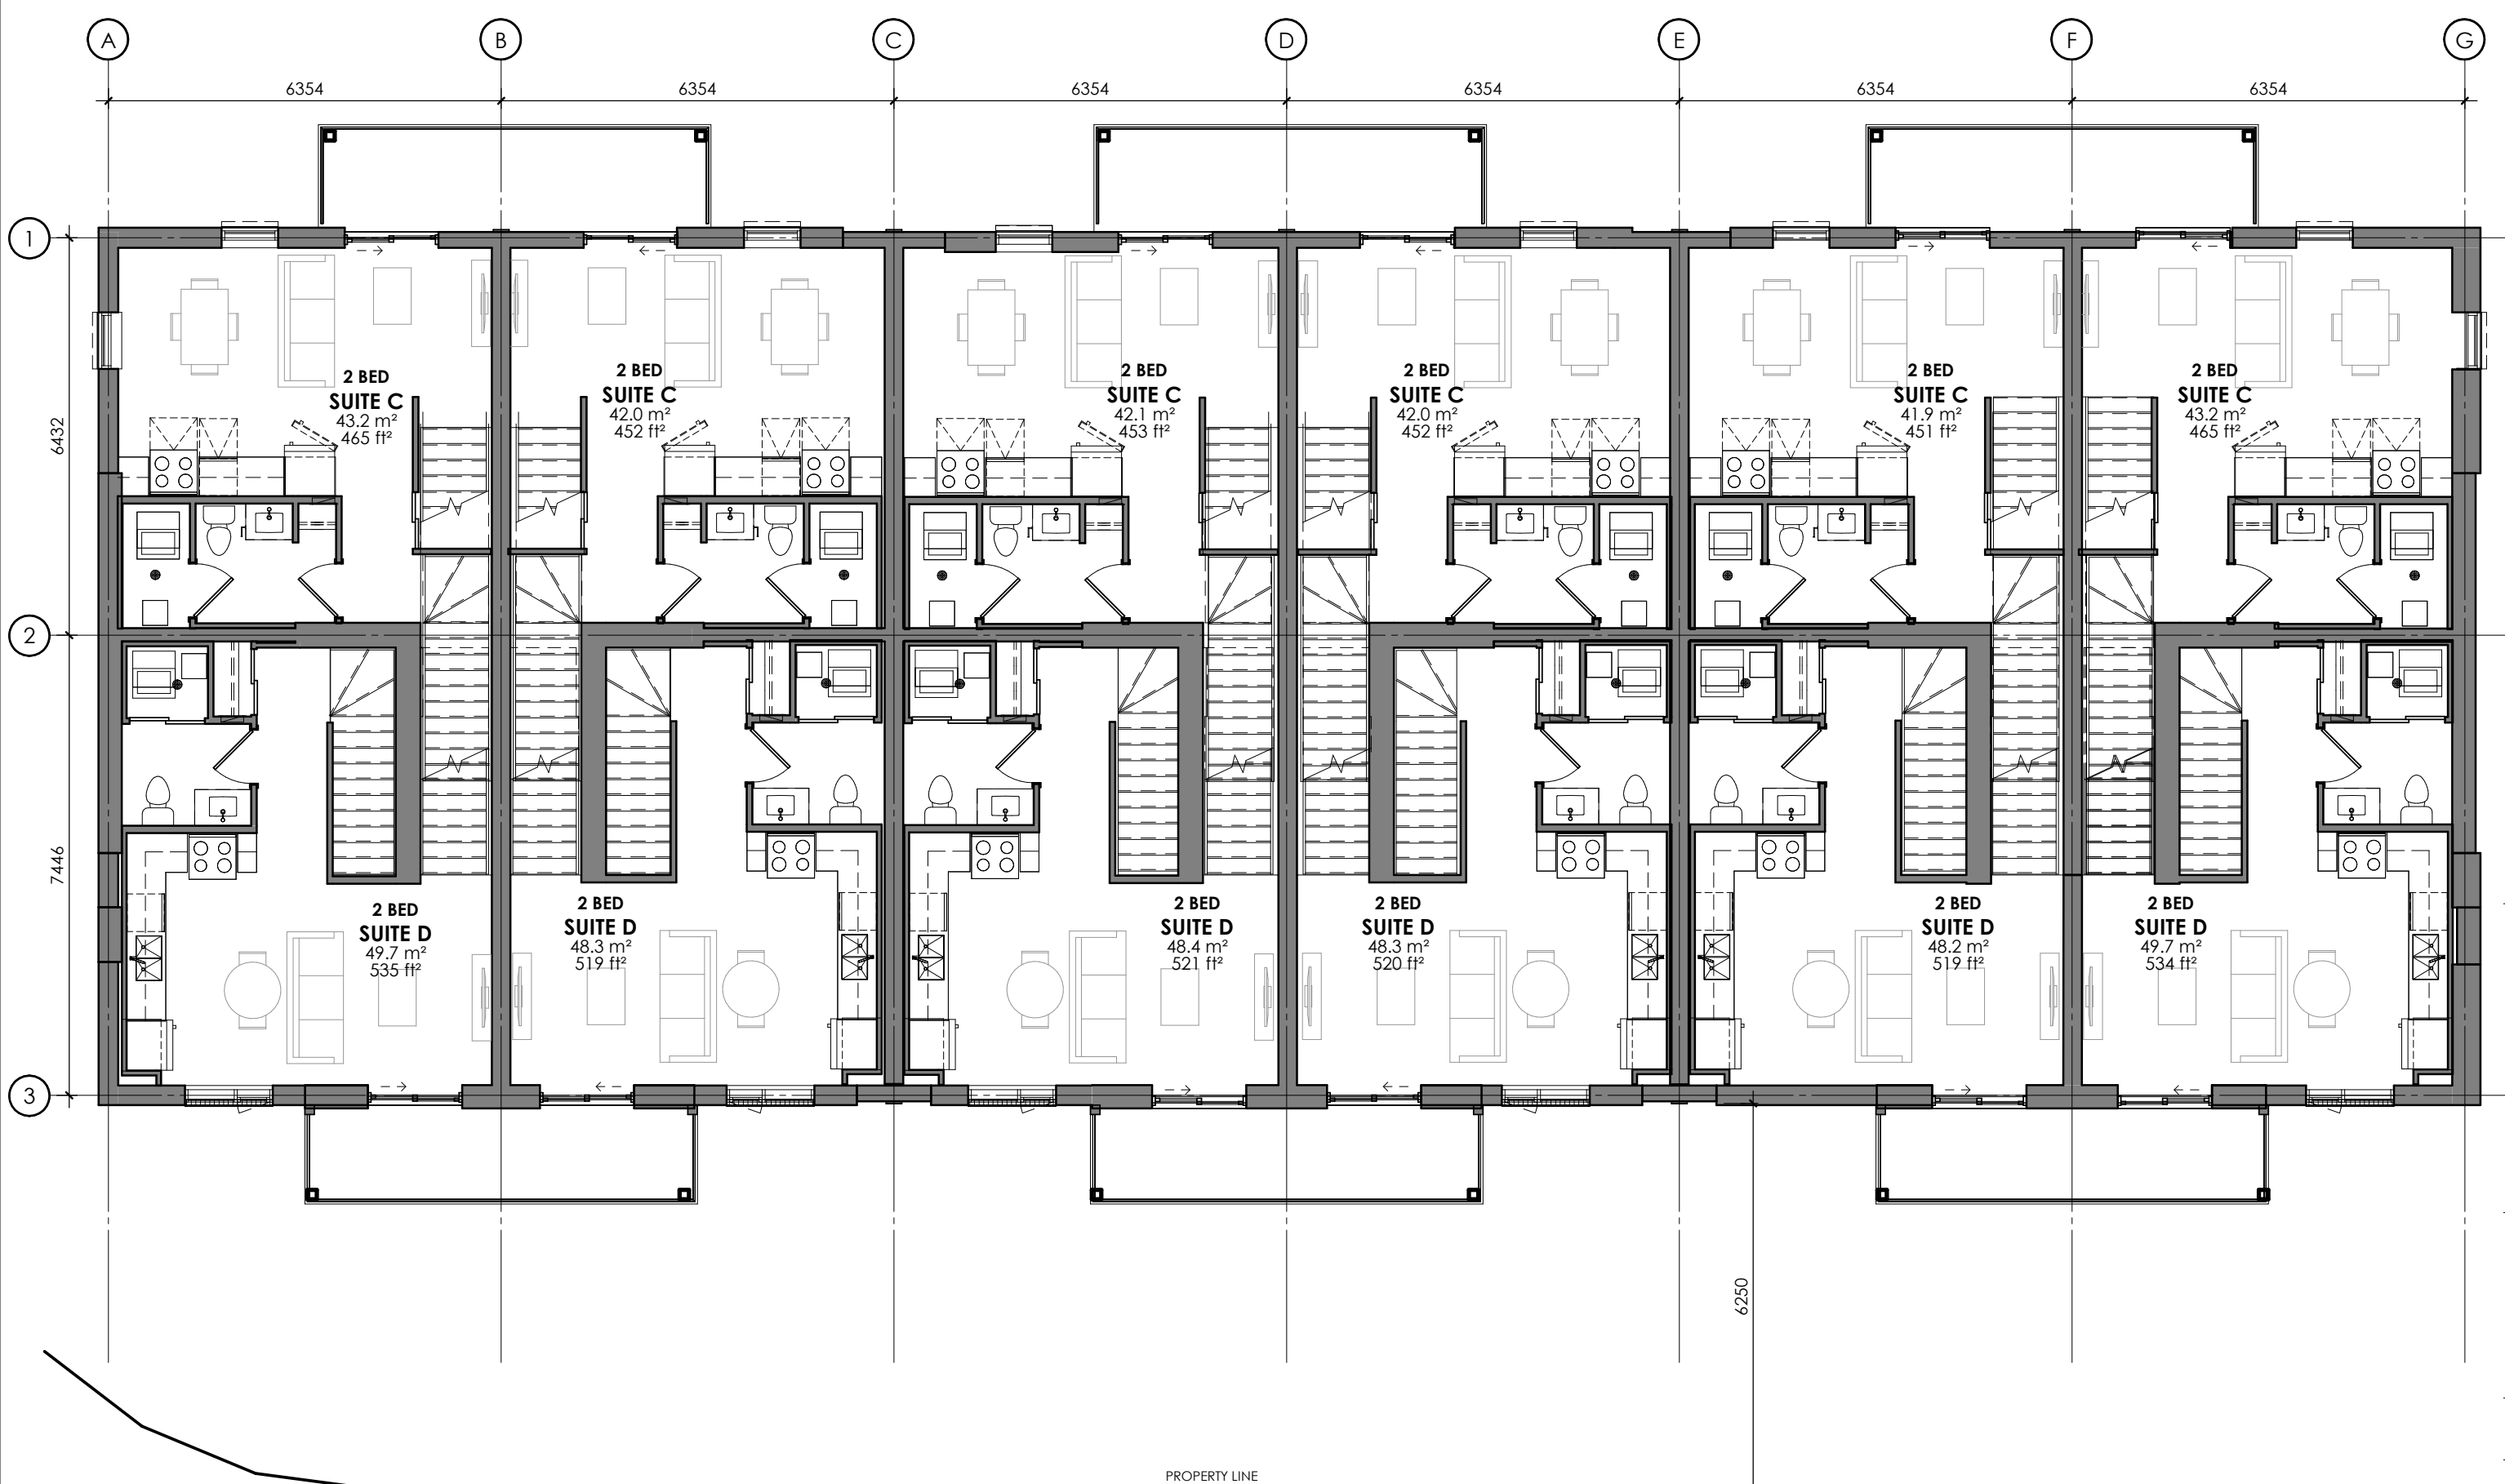 A
B
C
D
E
F
G
6354
6354
6354
6354
6354
6354
1
2 BED
SUITE C
43.2 m²
465 ft²
2 BED
SUITE C
42.0 m²
452 ft²
2 BED
SUITE C
42.1 m²
453 ft²
2 BED
SUITE C
42.0 m²
452 ft²
2 BED
SUITE C
41.9 m²
451 ft²
2 BED
SUITE C
43.2 m²
465 ft²
6432
2
7446
2 BED
SUITE D
49.7 m²
535 ft²
2 BED
SUITE D
48.3 m²
519 ft²
2 BED
SUITE D
48.4 m²
521 ft²
2 BED
SUITE D
48.3 m²
520 ft²
2 BED
SUITE D
48.2 m²
519 ft²
2 BED
SUITE D
49.7 m²
534 ft²
3
6250
PROPERTY LINE